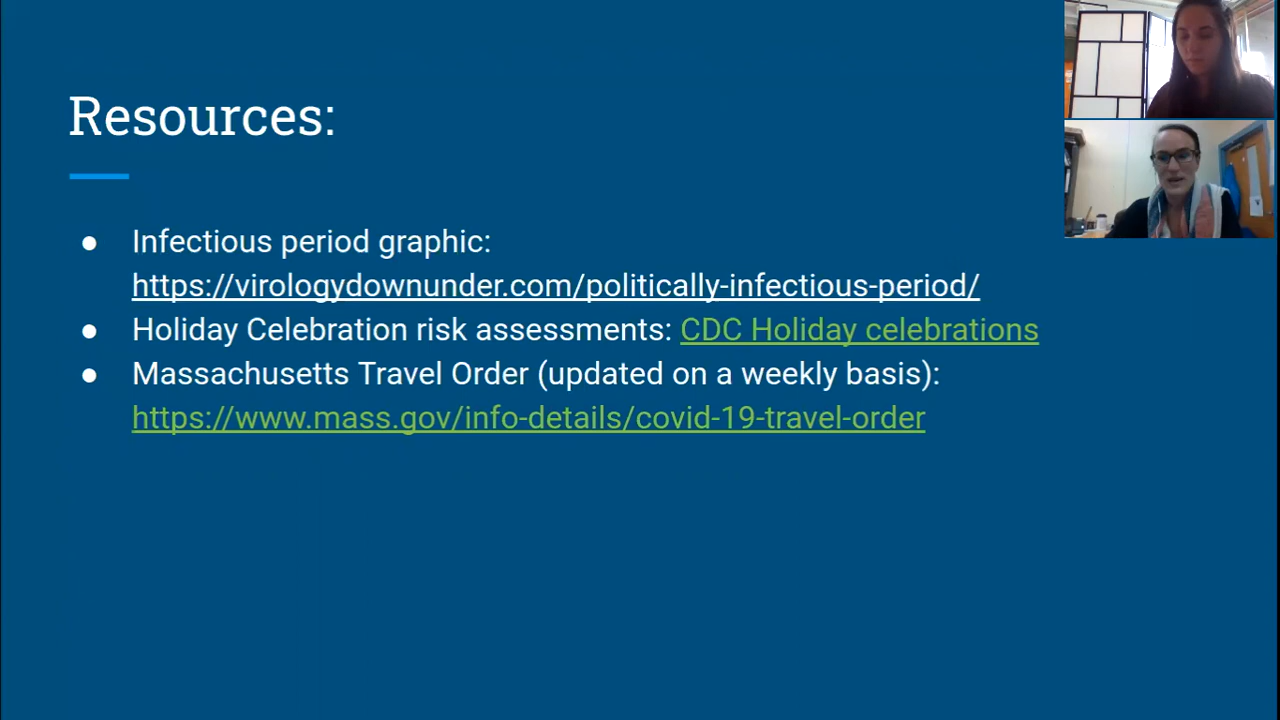 Resources:
● Infectious period graphic:
https://virologydownunder.com/politically-infectious-period/
● Holiday Celebration risk assessments: CDC Holiday celebrations
● Massachusetts Travel Order (updated on a weekly basis):
https://www.mass.gov/info-details/covid-19-travel-order